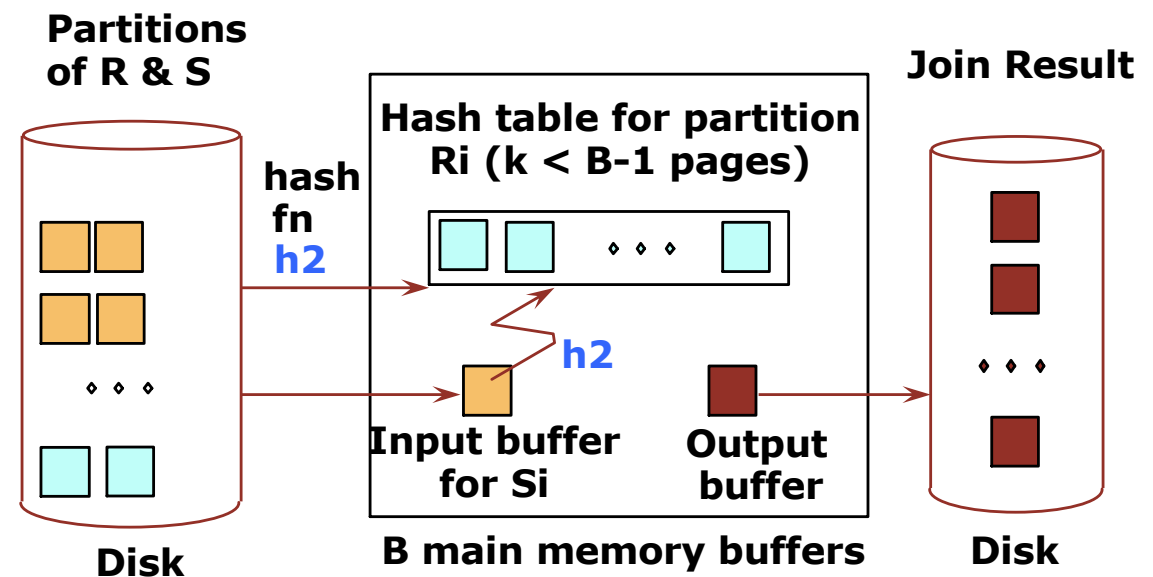 Partitions
of R & S
Join Result
Hash table for partition
Ri (k < B-1 pages)
hash
fn
h2
h2
Input buffer
for Si
Output
buffer
Disk
B main memory buffers
Disk